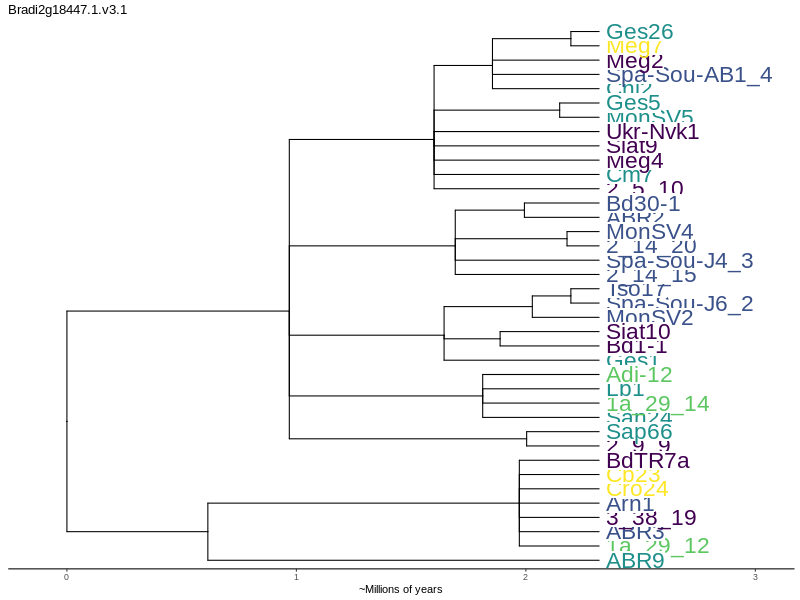 Bradi2g18447.1.v3.1
Ges26
Meg7
Meg2
Spa-Sou-AB1_4
Chi2
Ges5
MonSV5
Ukr-Nvk1
Siat9
Meg4
Cm7
2_5_10
Bd30-1
ABR2
MonSV4
2_14_20
Spa-Sou-J4_3
2_14_15
Tso17
Spa-Sou-J6_2
MonSV2
Siat10
Bd1-1
Ges1
Adi-12
Lb1
1a_29_14
San24
Sap66
2_9_9
BdTR7a
Cb23
Cro24
Arn1
3_38_19
ABR3
1a_29_12
ABR9
0 1 2 3
~Millions of years